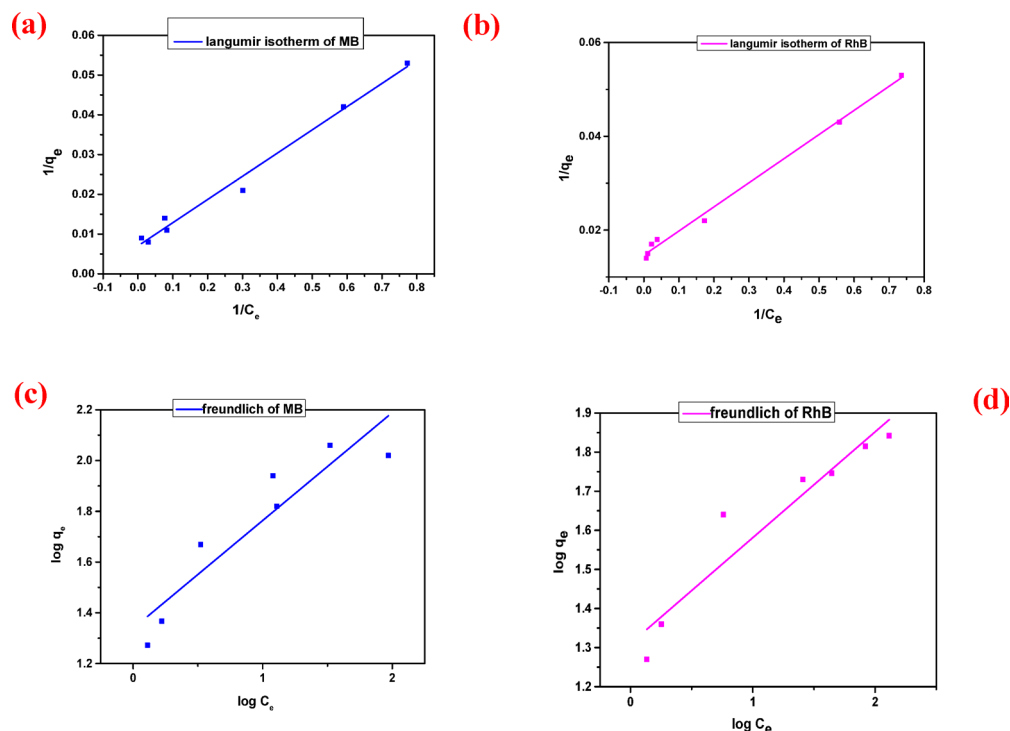 (a)
langumir isotherm of MB
0.06
0.05
0.04
0.03
0.02
0.01
0.00
1/qe
-0.1 0.0 0.1 0.2 0.3 0.4 0.5 0.6 0.7 0.8
1/Ce
(b)
langumir isotherm of RhB
0.06
0.04
0.02
1/qe
-0.1 0.0 0.1 0.2 0.3 0.4 0.5 0.6 0.7 0.8
1/Ce
(c)
freundlich of MB
2.2
2.0
1.8
1.6
1.4
1.2
log qe
0 1 2
log Ce
(d)
freundlich of RhB
1.9
1.8
1.7
1.6
1.5
1.4
1.3
1.2
log qe
0 1 2
log Ce